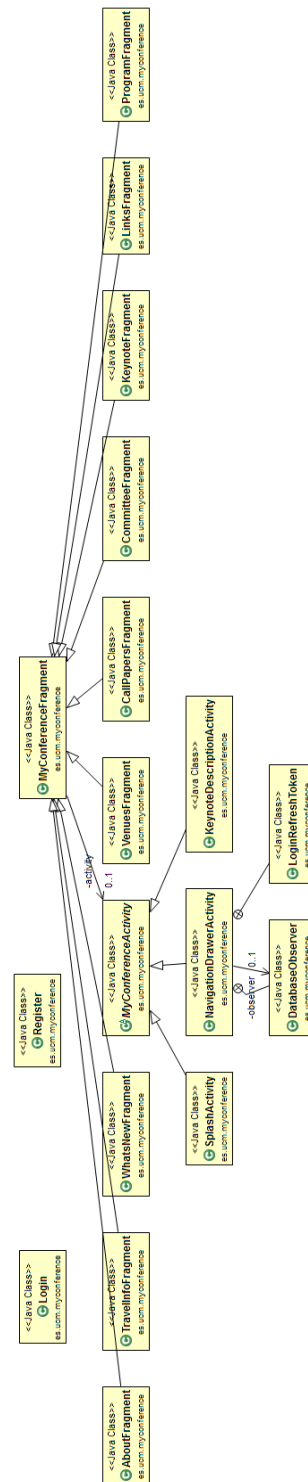 <<Java Class>>
Login
es.ucm.myconference
<<Java Class>>
Register
es.ucm.myconference
<<Java Class>>
MyConferenceFragment
es.ucm.myconference
-activity
0..1
<<Java Class>>
AboutFragment
es.ucm.myconference
<<Java Class>>
TravelInfoFragment
es.ucm.myconference
<<Java Class>>
WhatsNewFragment
es.ucm.myconference
<<Java Class>>
MyConferenceActivity
es.ucm.myconference
<<Java Class>>
VenuesFragment
es.ucm.myconference
<<Java Class>>
CallPapersFragment
es.ucm.myconference
<<Java Class>>
CommitteeFragment
es.ucm.myconference
<<Java Class>>
KeynoteFragment
es.ucm.myconference
<<Java Class>>
LinksFragment
es.ucm.myconference
<<Java Class>>
ProgramFragment
es.ucm.myconference
<<Java Class>>
SplashActivity
es.ucm.myconference
<<Java Class>>
NavigationDrawerActivity
es.ucm.myconference
<<Java Class>>
KeynoteDescriptionActivity
es.ucm.myconference
-observer
0..1
<<Java Class>>
DatabaseObserver
es.ucm.myconference
<<Java Class>>
LoginRefreshToken
es.ucm.myconference